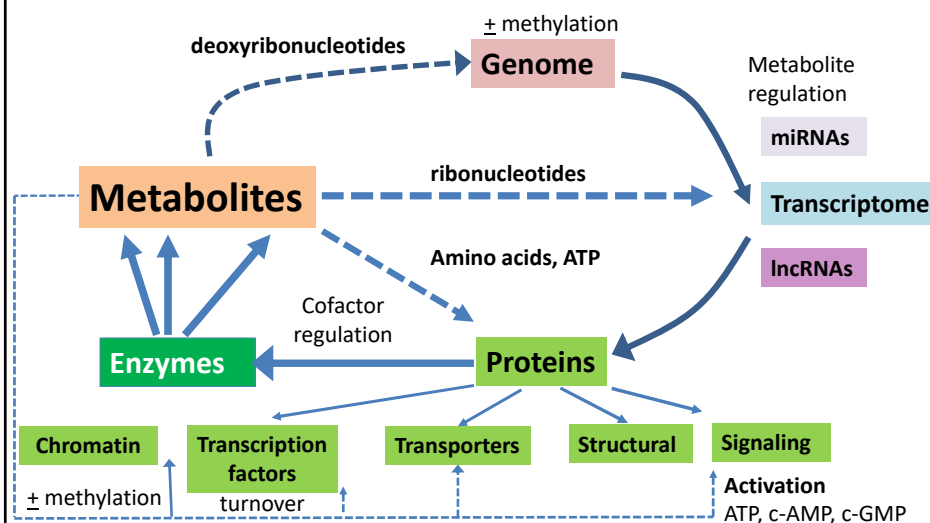 deoxyribonucleotides
± methylation
Genome
Metabolite
regulation
miRNAs
ribonucleotides
Metabolites
Transcriptome
Amino acids, ATP
lncRNAs
Cofactor
regulation
Enzymes
Proteins
Chromatin
Transcription
factors
Transporters
Structural
Signaling
± methylation
turnover
Activation
ATP, c-AMP, c-GMP